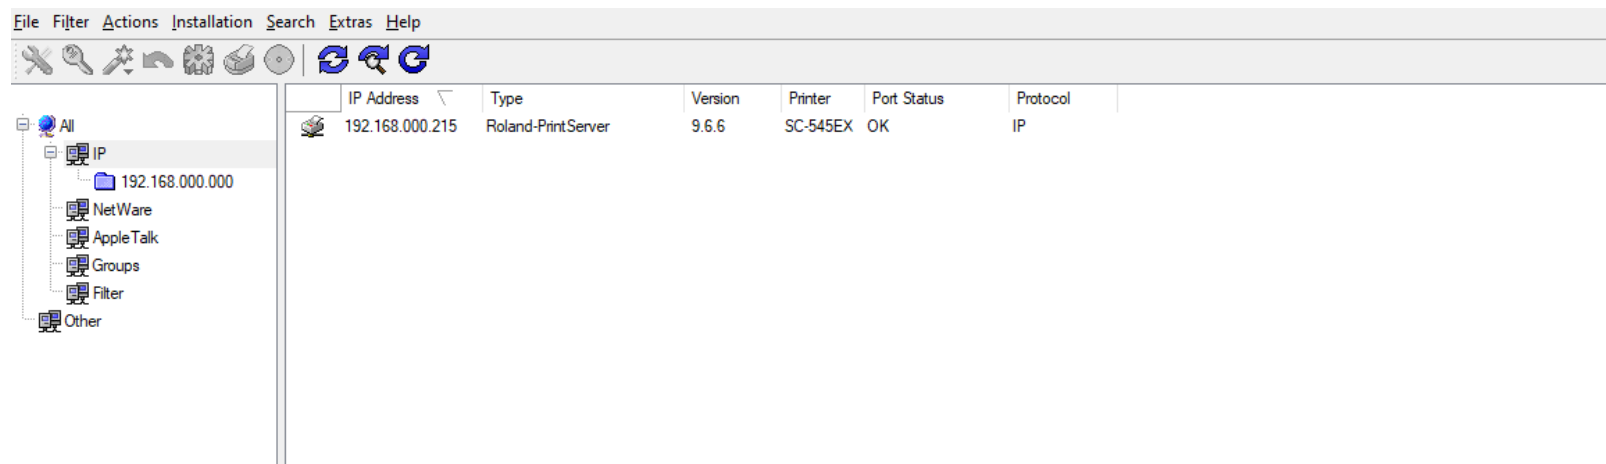 File Filter Actions Installation Search Extras Help
IP Address Type Version Printer Port Status Protocol
All
192.168.000.215 Roland-PrintServer 9.6.6 SC-545EX OK IP
IP
192.168.000.000
NetWare
AppleTalk
Groups
Filter
Other